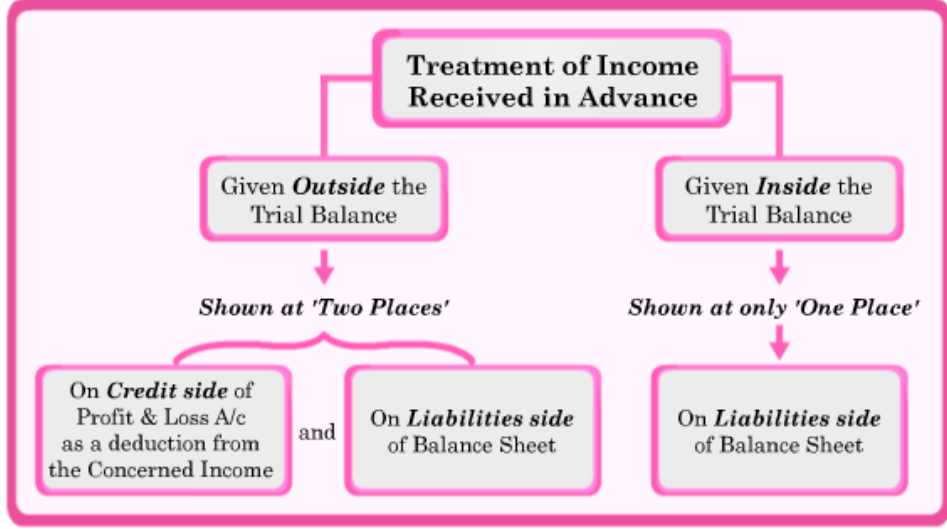 Treatment of Income
Received in Advance
Given Outside the
Trial Balance
Given Inside the
Trial Balance
Shown at 'Two Places'
Shown at only 'One Place'
On Credit side of
Profit & Loss A/c
as a deduction from
the Concerned Income
and
On Liabilities side
of Balance Sheet
On Liabilities side
of Balance Sheet